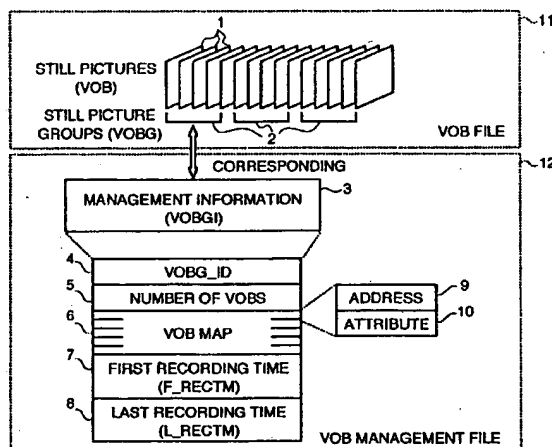 1
11
STILL PICTURES
(VOB)
STILL PICTURE
GROUPS (VOBG)
2
VOB FILE
CORRESPONDING
12
MANAGEMENT INFORMATION
(VOBGI)
3
4
VOBG_ID
5
NUMBER OF VOBS
6
VOB MAP
9
ADDRESS
10
ATTRIBUTE
7
FIRST RECORDING TIME
(F_RECTM)
8
LAST RECORDING TIME
(L_RECTM)
VOB MANAGEMENT FILE